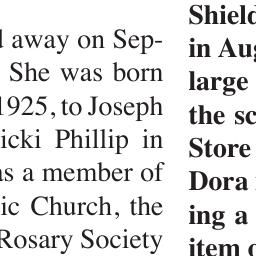 away on Sep-
She was born
1925, to Joseph
icki Phillip in
as a member of
ic Church, the
Rosary Society
Shield
in Aug
large
the sc
Store
Dora
ing a
item o